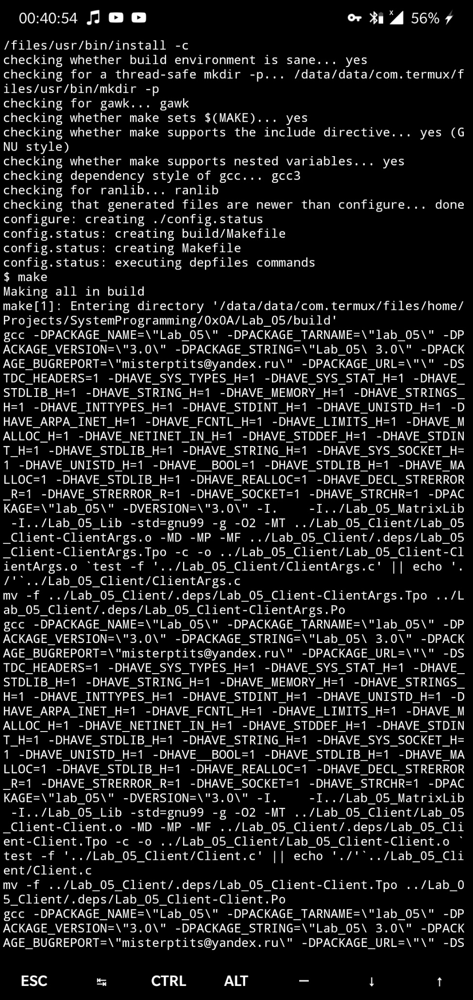 00:40:54 56%
/files/usr/bin/install -c
checking whether build environment is sane... yes
checking for a thread-safe mkdir -p... /data/data/com.termux/f
iles/usr/bin/mkdir -p
checking for gawk... gawk
checking whether make sets $(MAKE)... yes
checking whether make supports the include directive... yes (G
NU style)
checking whether make supports nested variables... yes
checking dependency style of gcc... gcc3
checking for ranlib... ranlib
checking that generated files are newer than configure... done
configure: creating ./config.status
config.status: creating build/Makefile
config.status: creating Makefile
config.status: executing depfiles commands
$ make
Making all in build
make[1]: Entering directory '/data/data/com.termux/files/home/
Projects/SystemProgramming/0x0A/Lab_05/build'
gcc -DPACKAGE_NAME=\"Lab_05\" -DPACKAGE_TARNAME=\"lab_05\" -DP
ACKAGE_VERSION=\"3.0\" -DPACKAGE_STRING=\"Lab_05\ 3.0\" -DPACK
AGE_BUGREPORT=\"misterptits@yandex.ru\" -DPACKAGE_URL=\"\" -DS
TDC_HEADERS=1 -DHAVE_SYS_TYPES_H=1 -DHAVE_SYS_STAT_H=1 -DHAVE_
STDLIB_H=1 -DHAVE_STRING_H=1 -DHAVE_MEMORY_H=1 -DHAVE_STRINGS_
H=1 -DHAVE_INTTYPES_H=1 -DHAVE_STDINT_H=1 -DHAVE_UNISTD_H=1 -D
HAVE_ARPA_INET_H=1 -DHAVE_FCNTL_H=1 -DHAVE_LIMITS_H=1 -DHAVE_M
ALLOC_H=1 -DHAVE_NETINET_IN_H=1 -DHAVE_STDDEF_H=1 -DHAVE_STDIN
T_H=1 -DHAVE_STDLIB_H=1 -DHAVE_STRING_H=1 -DHAVE_SYS_SOCKET_H=
1 -DHAVE_UNISTD_H=1 -DHAVE__BOOL=1 -DHAVE_STDLIB_H=1 -DHAVE_MA
LLOC=1 -DHAVE_STDLIB_H=1 -DHAVE_REALLOC=1 -DHAVE_DECL_STRERROR
_R=1 -DHAVE_STRERROR_R=1 -DHAVE_SOCKET=1 -DHAVE_STRCHR=1 -DPAC
KAGE=\"lab_05\" -DVERSION=\"3.0\" -I.    -I../Lab_05_MatrixLib
 -I../Lab_05_Lib -std=gnu99 -g -O2 -MT ../Lab_05_Client/Lab_05
_Client-ClientArgs.o -MD -MP -MF ../Lab_05_Client/.deps/Lab_05
_Client-ClientArgs.Tpo -c -o ../Lab_05_Client/Lab_05_Client-Cl
ientArgs.o `test -f '../Lab_05_Client/ClientArgs.c' || echo '.
/'`../Lab_05_Client/ClientArgs.c
mv -f ../Lab_05_Client/.deps/Lab_05_Client-ClientArgs.Tpo ../L
ab_05_Client/.deps/Lab_05_Client-ClientArgs.Po
gcc -DPACKAGE_NAME=\"Lab_05\" -DPACKAGE_TARNAME=\"lab_05\" -DP
ACKAGE_VERSION=\"3.0\" -DPACKAGE_STRING=\"Lab_05\ 3.0\" -DPACK
AGE_BUGREPORT=\"misterptits@yandex.ru\" -DPACKAGE_URL=\"\" -DS
TDC_HEADERS=1 -DHAVE_SYS_TYPES_H=1 -DHAVE_SYS_STAT_H=1 -DHAVE_
STDLIB_H=1 -DHAVE_STRING_H=1 -DHAVE_MEMORY_H=1 -DHAVE_STRINGS_
H=1 -DHAVE_INTTYPES_H=1 -DHAVE_STDINT_H=1 -DHAVE_UNISTD_H=1 -D
HAVE_ARPA_INET_H=1 -DHAVE_FCNTL_H=1 -DHAVE_LIMITS_H=1 -DHAVE_M
ALLOC_H=1 -DHAVE_NETINET_IN_H=1 -DHAVE_STDDEF_H=1 -DHAVE_STDIN
T_H=1 -DHAVE_STDLIB_H=1 -DHAVE_STRING_H=1 -DHAVE_SYS_SOCKET_H=
1 -DHAVE_UNISTD_H=1 -DHAVE__BOOL=1 -DHAVE_STDLIB_H=1 -DHAVE_MA
LLOC=1 -DHAVE_STDLIB_H=1 -DHAVE_REALLOC=1 -DHAVE_DECL_STRERROR
_R=1 -DHAVE_STRERROR_R=1 -DHAVE_SOCKET=1 -DHAVE_STRCHR=1 -DPAC
KAGE=\"lab_05\" -DVERSION=\"3.0\" -I.    -I../Lab_05_MatrixLib
 -I../Lab_05_Lib -std=gnu99 -g -O2 -MT ../Lab_05_Client/Lab_05
_Client-Client.o -MD -MP -MF ../Lab_05_Client/.deps/Lab_05_Cli
ent-Client.Tpo -c -o ../Lab_05_Client/Lab_05_Client-Client.o `
test -f '../Lab_05_Client/Client.c' || echo './'`../Lab_05_Cli
ent/Client.c
mv -f ../Lab_05_Client/.deps/Lab_05_Client-Client.Tpo ../Lab_0
5_Client/.deps/Lab_05_Client-Client.Po
gcc -DPACKAGE_NAME=\"Lab_05\" -DPACKAGE_TARNAME=\"lab_05\" -DP
ACKAGE_VERSION=\"3.0\" -DPACKAGE_STRING=\"Lab_05\ 3.0\" -DPACK
AGE_BUGREPORT=\"misterptits@yandex.ru\" -DPACKAGE_URL=\"\" -DS
ESC ↹ CTRL ALT — ↓ ↑